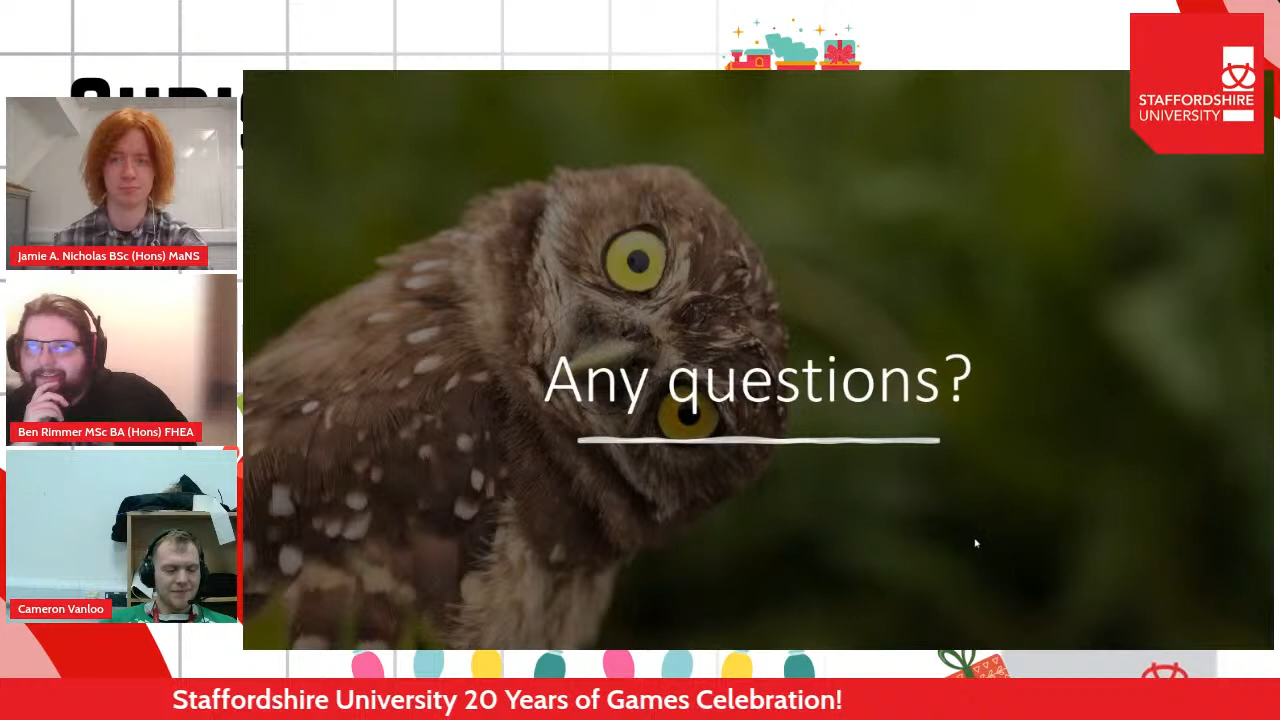 STAFFORDSHIRE
UNIVERSITY
Jamie A. Nicholas BSc (Hons) MaNS
Any questions?
Ben Rimmer MSc BA (Hons) FHEA
Cameron Vanloo
Staffordshire University 20 Years of Games Celebration!